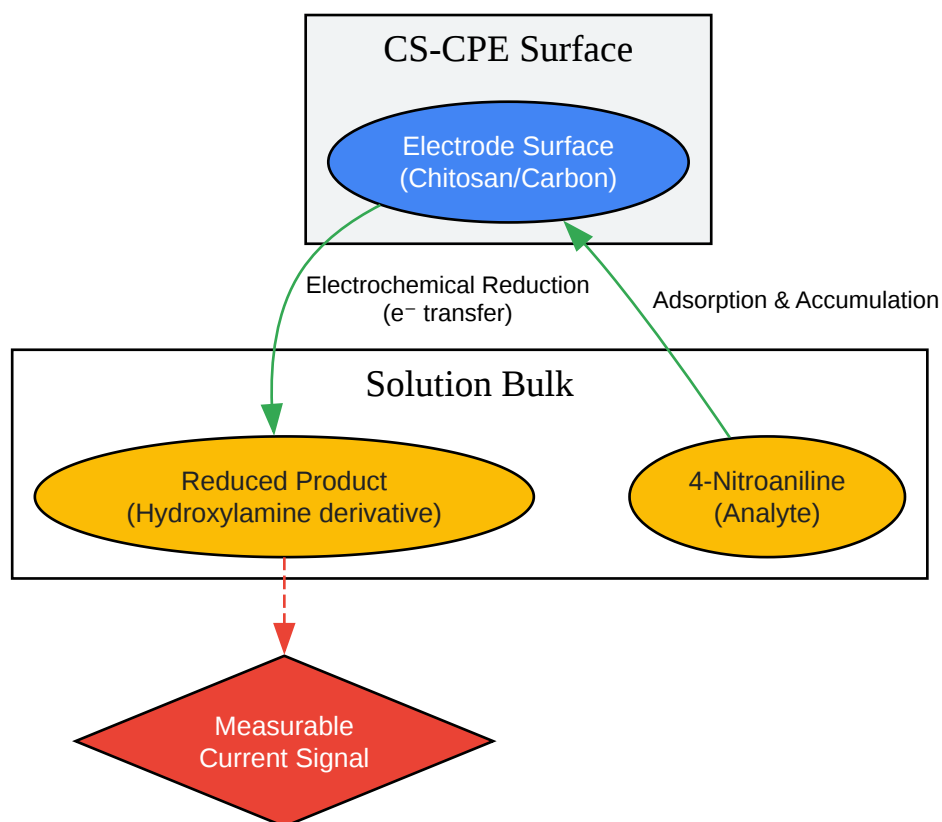 CS-CPE Surface
Electrode Surface
(Chitosan/Carbon)
Electrochemical Reduction
(e⁻ transfer)
Adsorption & Accumulation
Solution Bulk
Reduced Product
(Hydroxylamine derivative)
4-Nitroaniline
(Analyte)
Measurable
Current Signal